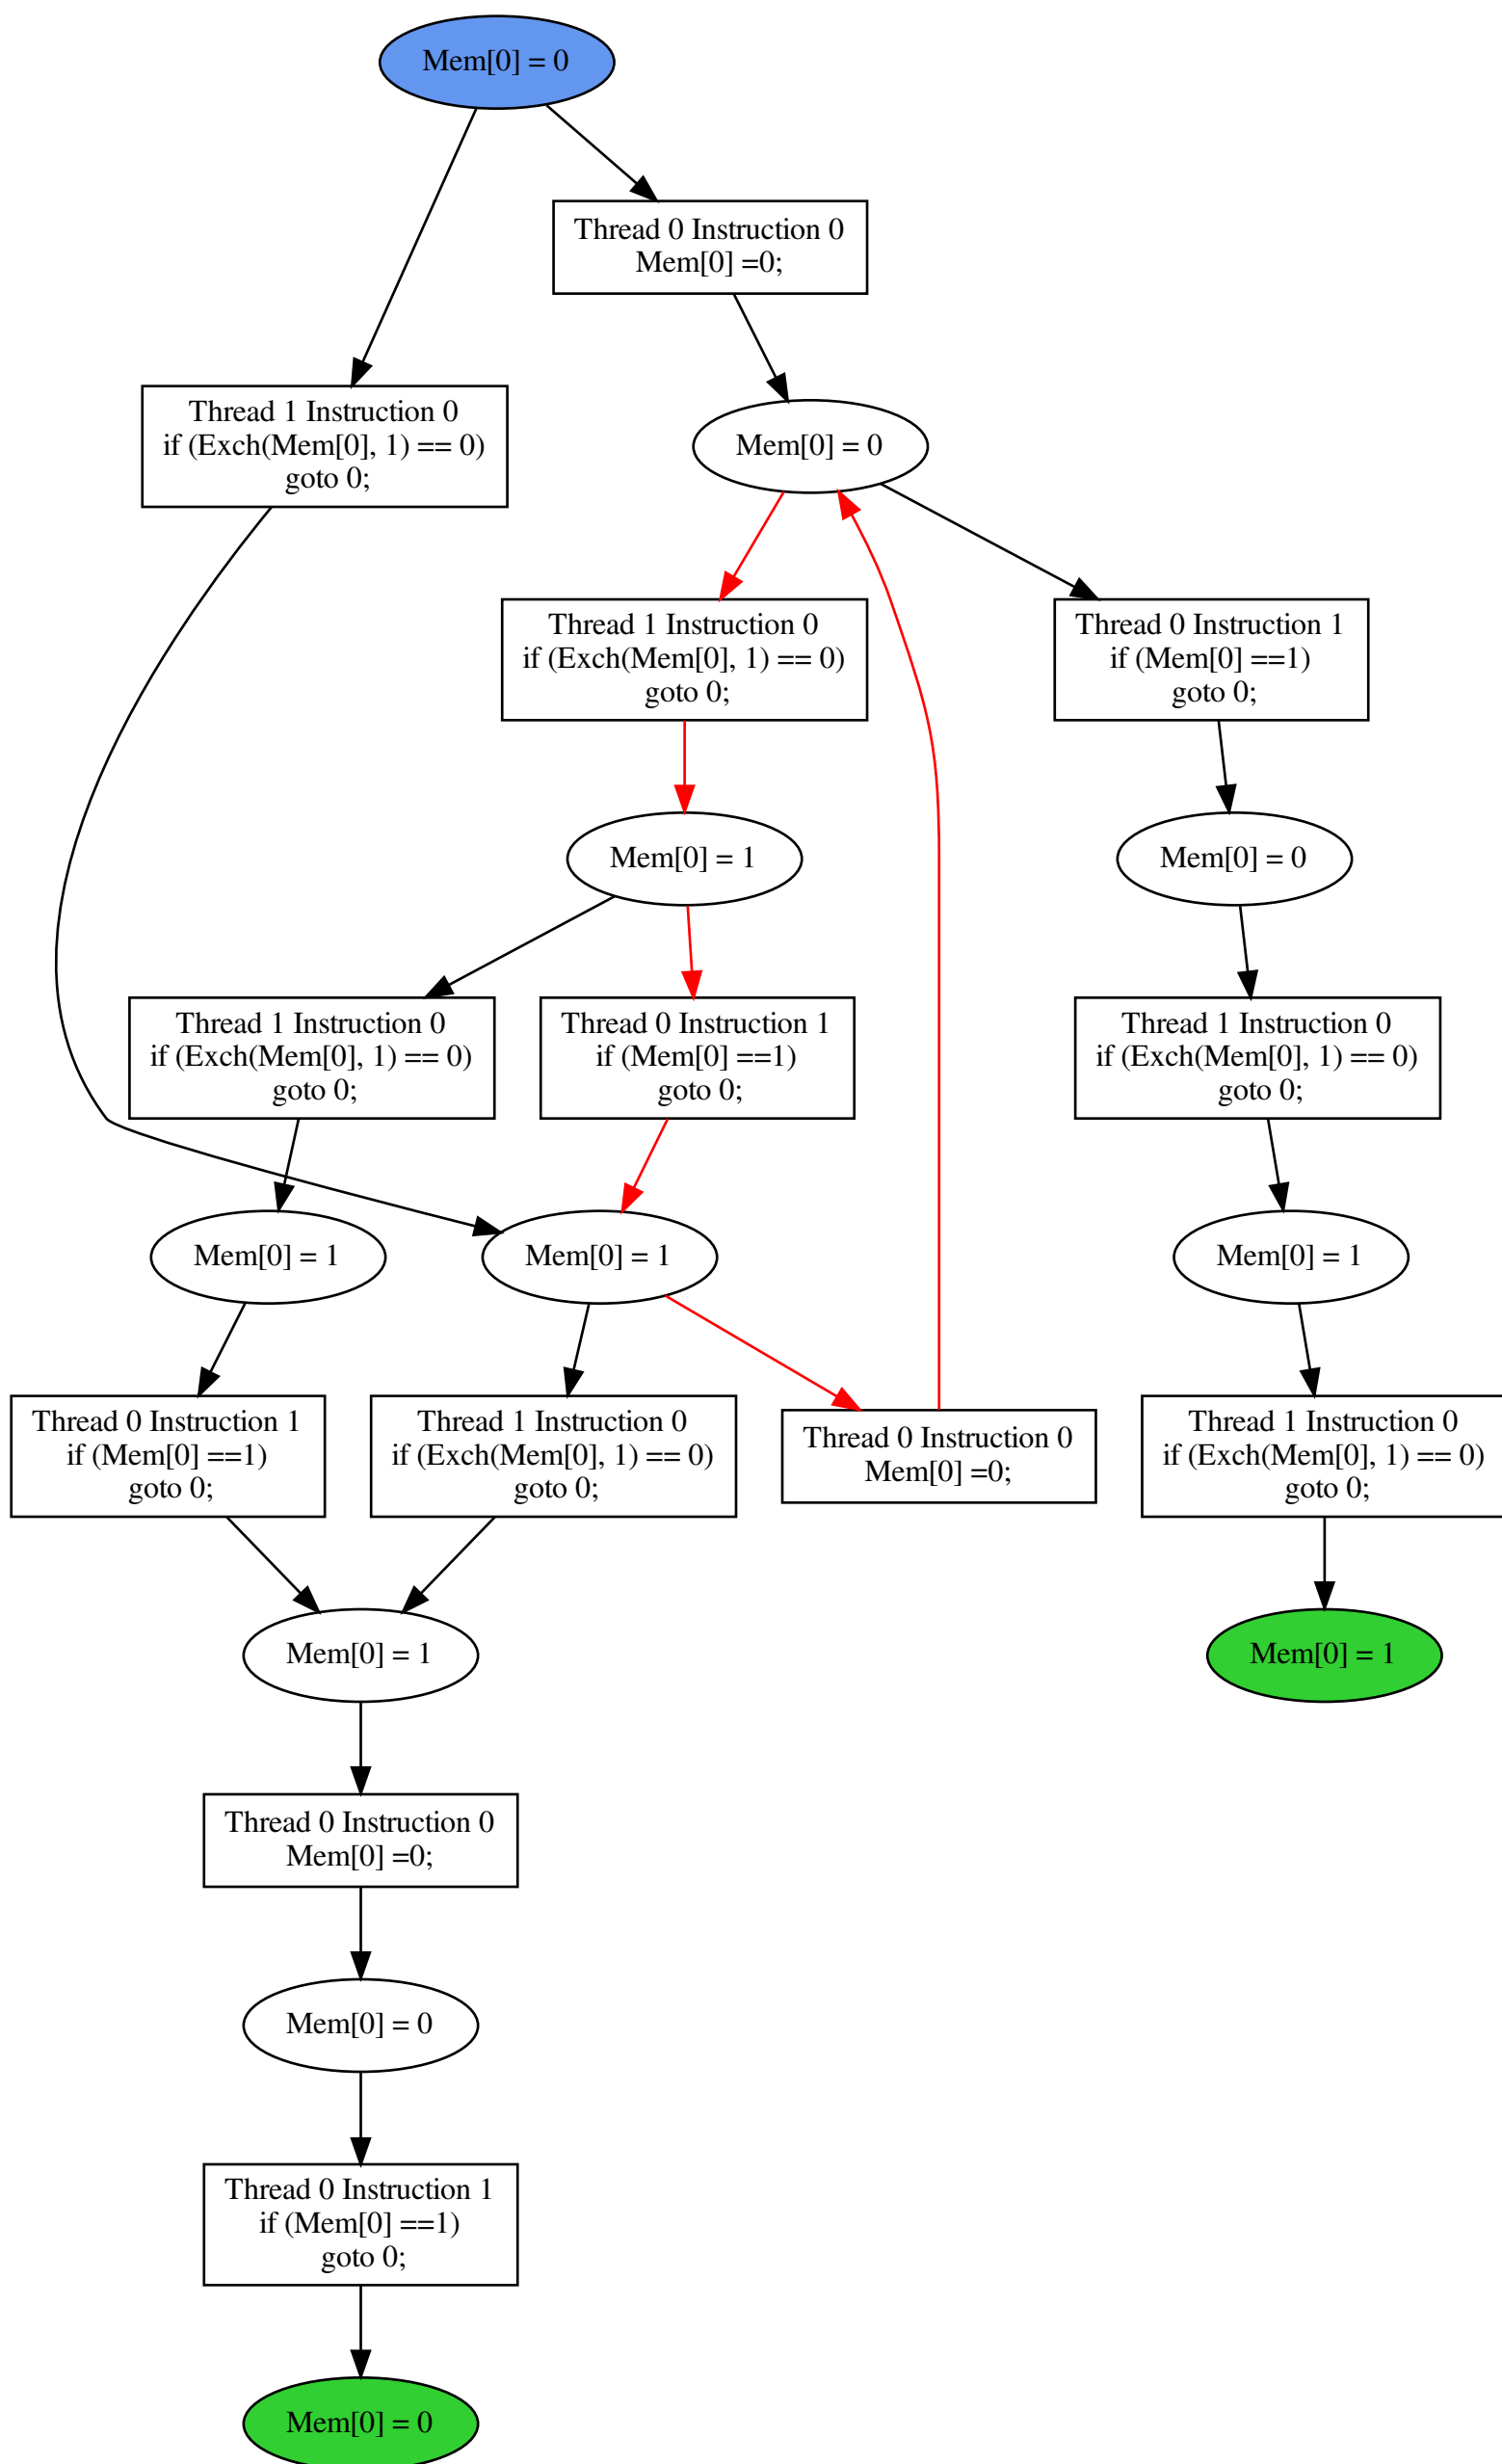 Mem[0] = 0
Thread 0 Instruction 0
Mem[0] =0;
Thread 1 Instruction 0
if (Exch(Mem[0], 1) == 0)
goto 0;
Mem[0] = 0
Thread 1 Instruction 0
if (Exch(Mem[0], 1) == 0)
goto 0;
Thread 0 Instruction 1
if (Mem[0] ==1)
goto 0;
Mem[0] = 1
Mem[0] = 0
Thread 1 Instruction 0
if (Exch(Mem[0], 1) == 0)
goto 0;
Thread 0 Instruction 1
if (Mem[0] ==1)
goto 0;
Thread 1 Instruction 0
if (Exch(Mem[0], 1) == 0)
goto 0;
Mem[0] = 1
Mem[0] = 1
Mem[0] = 1
Thread 0 Instruction 1
if (Mem[0] ==1)
goto 0;
Thread 1 Instruction 0
if (Exch(Mem[0], 1) == 0)
goto 0;
Thread 0 Instruction 0
Mem[0] =0;
Thread 1 Instruction 0
if (Exch(Mem[0], 1) == 0)
goto 0;
Mem[0] = 1
Mem[0] = 1
Thread 0 Instruction 0
Mem[0] =0;
Mem[0] = 0
Thread 0 Instruction 1
if (Mem[0] ==1)
goto 0;
Mem[0] = 0